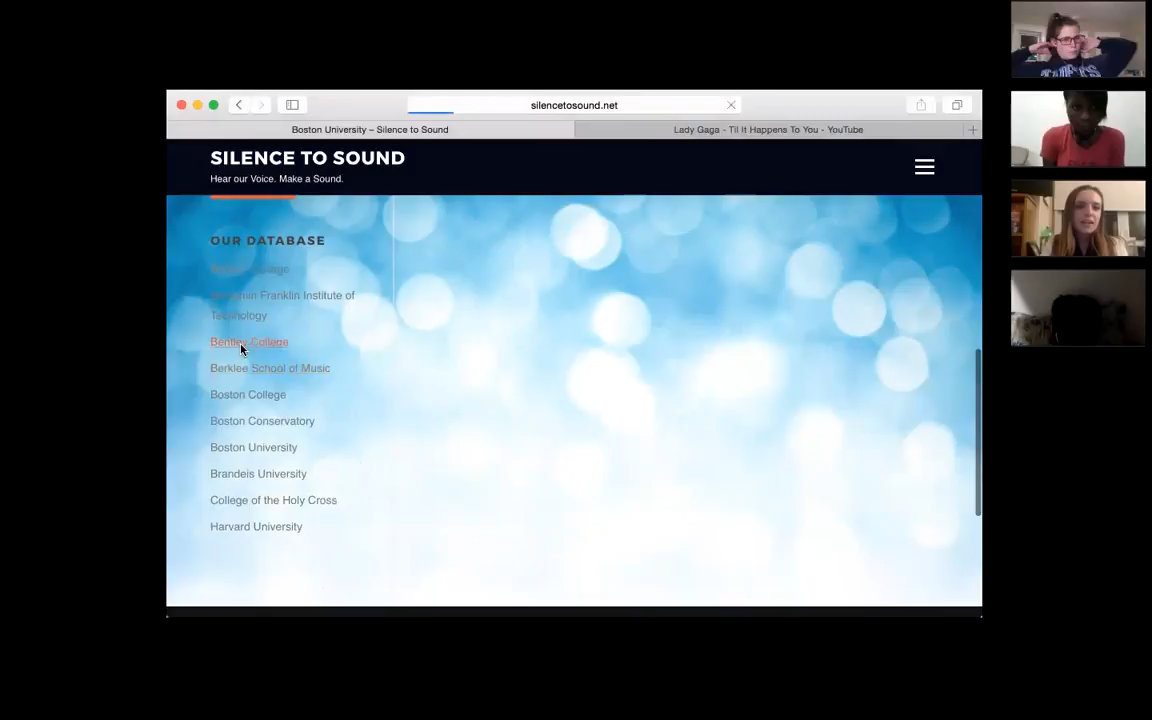 silencetosound.net
Boston University – Silence to Sound
Lady Gaga - Til It Happens To You - YouTube
SILENCE TO SOUND
Hear our Voice. Make a Sound.
OUR DATABASE
Franklin Institute of
Technology
Bentley College
Berklee School of Music
Boston College
Boston Conservatory
Boston University
Brandeis University
College of the Holy Cross
Harvard University